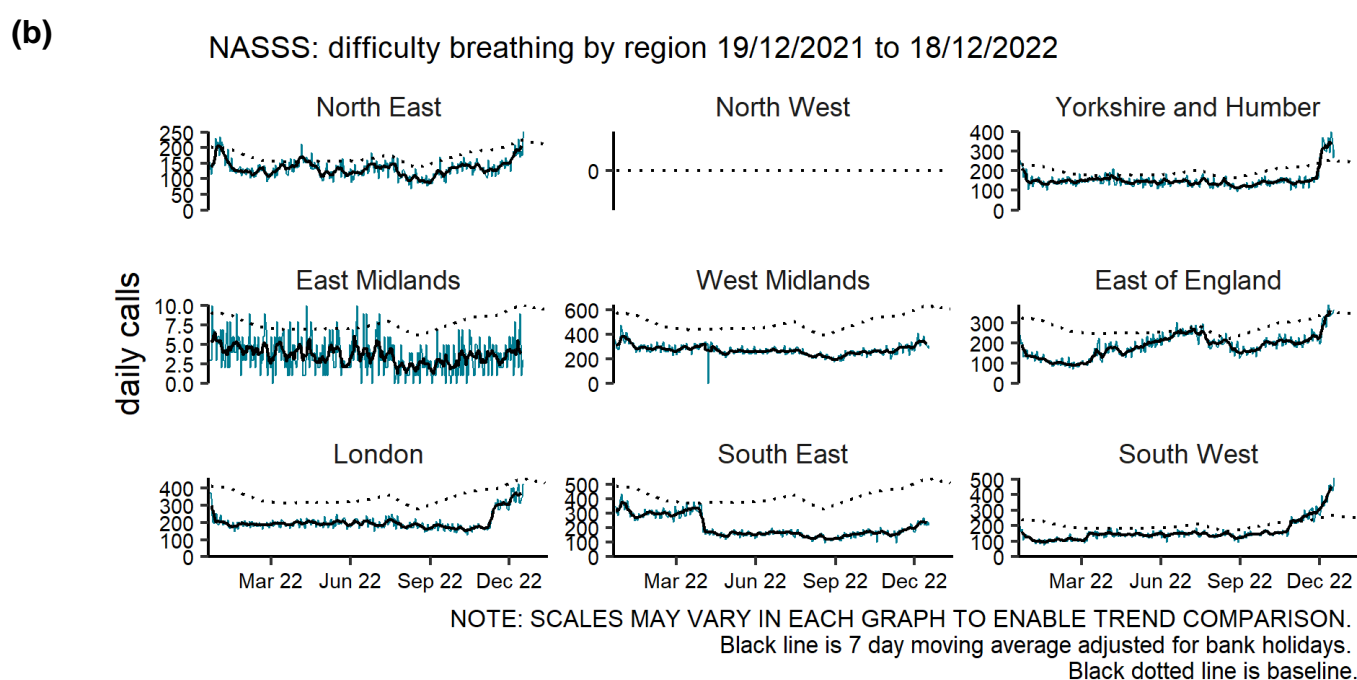 (b)
NASSS: difficulty breathing by region 19/12/2021 to 18/12/2022
North East
North West
Yorkshire and Humber
250
200
150
100
50
0
0
400
300
200
100
0
daily calls
East Midlands
West Midlands
East of England
10.0
7.5
5.0
2.5
0.0
600
400
200
0
300
200
100
0
London
South East
South West
400
300
200
100
0
500
400
300
200
100
0
500
400
300
200
100
0
Mar 22 Jun 22 Sep 22 Dec 22
Mar 22 Jun 22 Sep 22 Dec 22
Mar 22 Jun 22 Sep 22 Dec 22
NOTE: SCALES MAY VARY IN EACH GRAPH TO ENABLE TREND COMPARISON.
Black line is 7 day moving average adjusted for bank holidays.
Black dotted line is baseline.